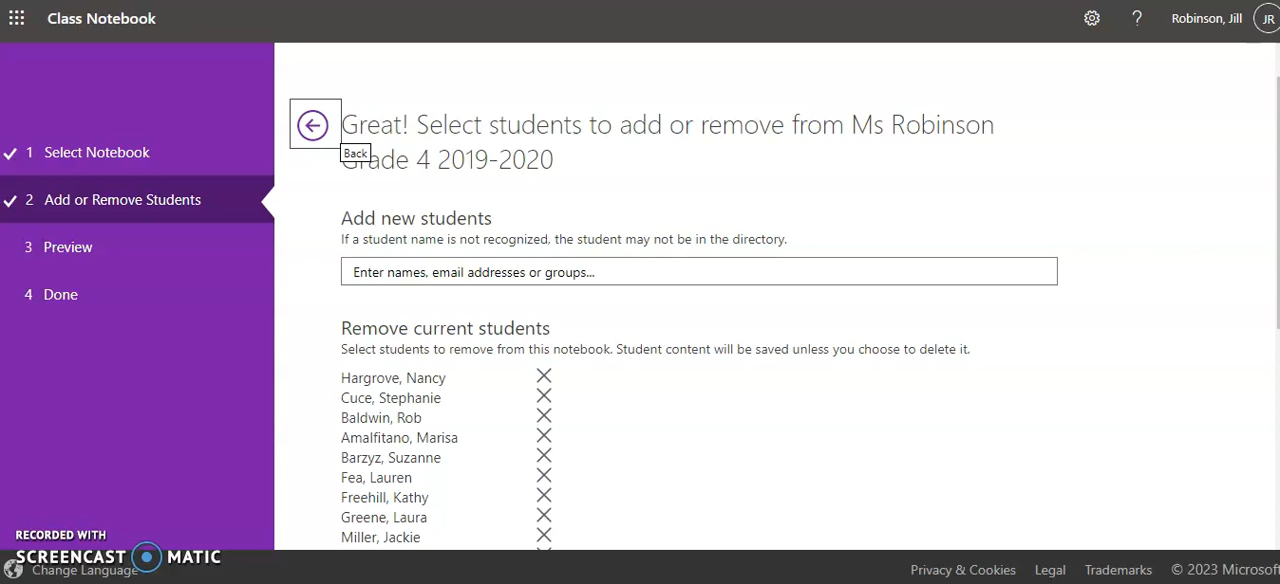 Class Notebook
? Robinson, Jill JR
1 Select Notebook
2 Add or Remove Students
3 Preview
4 Done
Great! Select students to add or remove from Ms Robinson
Grade 4 2019-2020
Back
Add new students
If a student name is not recognized, the student may not be in the directory.
Enter names, email addresses or groups...
Remove current students
Select students to remove from this notebook. Student content will be saved unless you choose to delete it.
Hargrove, Nancy
Cuce, Stephanie
Baldwin, Rob
Amalfitano, Marisa
Barzyz, Suzanne
Fea, Lauren
Freehill, Kathy
Greene, Laura
Miller, Jackie
RECORDED WITH
SCREENCAST MATIC
Change Language
Privacy & Cookies Legal Trademarks © 2023 Microsof